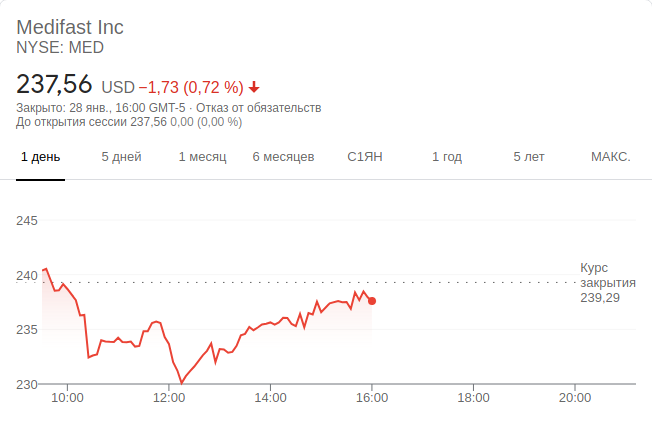 Medifast Inc
NYSE: MED
237,56 USD −1,73 (0,72 %)
Закрыто: 28 янв., 16:00 GMT-5 · Отказ от обязательств
До открытия сессии 237,56 0,00 (0,00 %)
1 день 5 дней 1 месяц 6 месяцев С1ЯН 1 год 5 лет МАКС.
245
240
235
230
Курс
закрытия
239,29
10:00 12:00 14:00 16:00 18:00 20:00